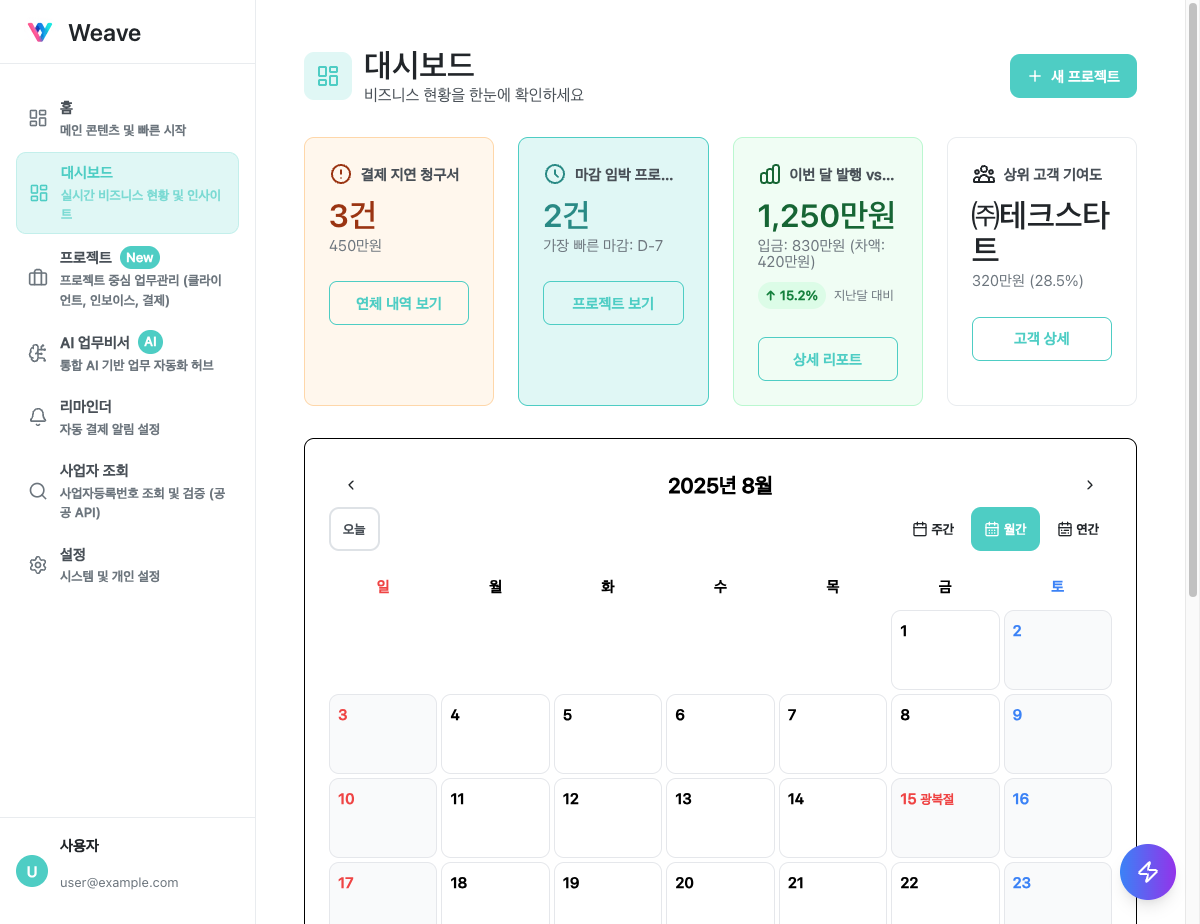 Weave
홈
메인 콘텐츠 및 빠른 시작
대시보드
실시간 비즈니스 현황 및 인사이
트
프로젝트 New
프로젝트 중심 업무관리 (클라이
언트, 인보이스, 결제)
AI 업무비서 AI
통합 AI 기반 업무 자동화 허브
리마인더
자동 결제 알림 설정
사업자 조회
사업자등록번호 조회 및 검증 (공
공 API)
설정
시스템 및 개인 설정
사용자
U
user@example.com
대시보드
비즈니스 현황을 한눈에 확인하세요
새 프로젝트
결제 지연 청구서
3건
450만원
연체 내역 보기
마감 임박 프로...
2건
가장 빠른 마감: D-7
프로젝트 보기
이번 달 발행 vs...
1,250만원
입금: 830만원 (차액:
420만원)
↑ 15.2% 지난달 대비
상세 리포트
상위 고객 기여도
㈜테크스타
트
320만원 (28.5%)
고객 상세
2025년 8월
오늘
주간 월간 연간
일 월 화 수 목 금 토
1 2
3 4 5 6 7 8 9
10 11 12 13 14 15 광복절 16
17 18 19 20 21 22 23